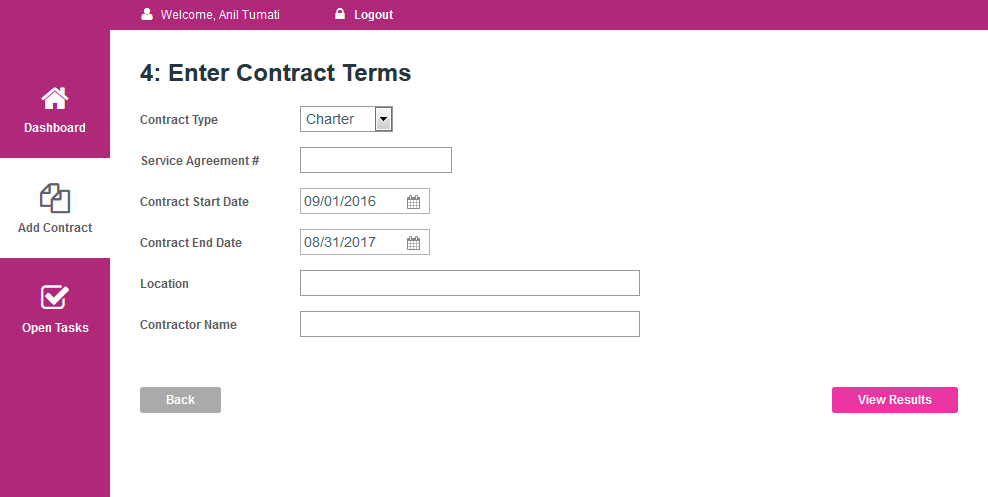 Welcome, Anil Tumati
Logout
Dashboard
Add Contract
Open Tasks
4: Enter Contract Terms
Contract Type
Charter
Service Agreement #
Contract Start Date
09/01/2016
Contract End Date
08/31/2017
Location
Contractor Name
Back
View Results